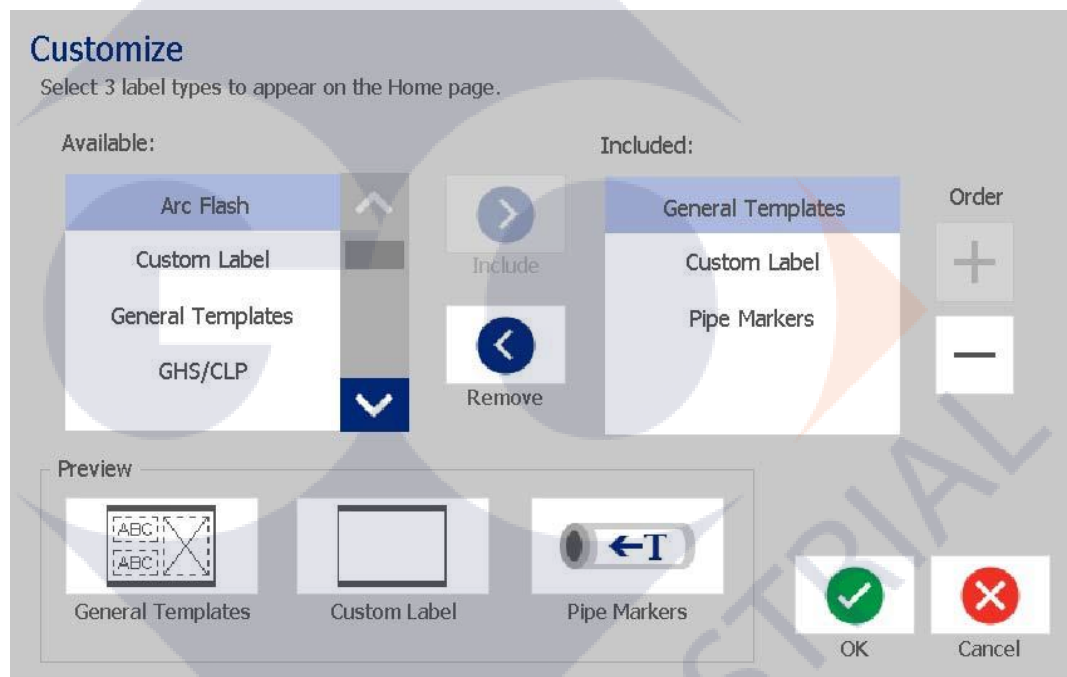 Customize
Select 3 label types to appear on the Home page.
Available:
Included:
Arc Flash
Custom Label
General Templates
GHS/CLP
Include
Remove
General Templates
Custom Label
Pipe Markers
Order
Preview
ABC
ABC
General Templates
Custom Label
T
Pipe Markers
OK
Cancel
STRIAL